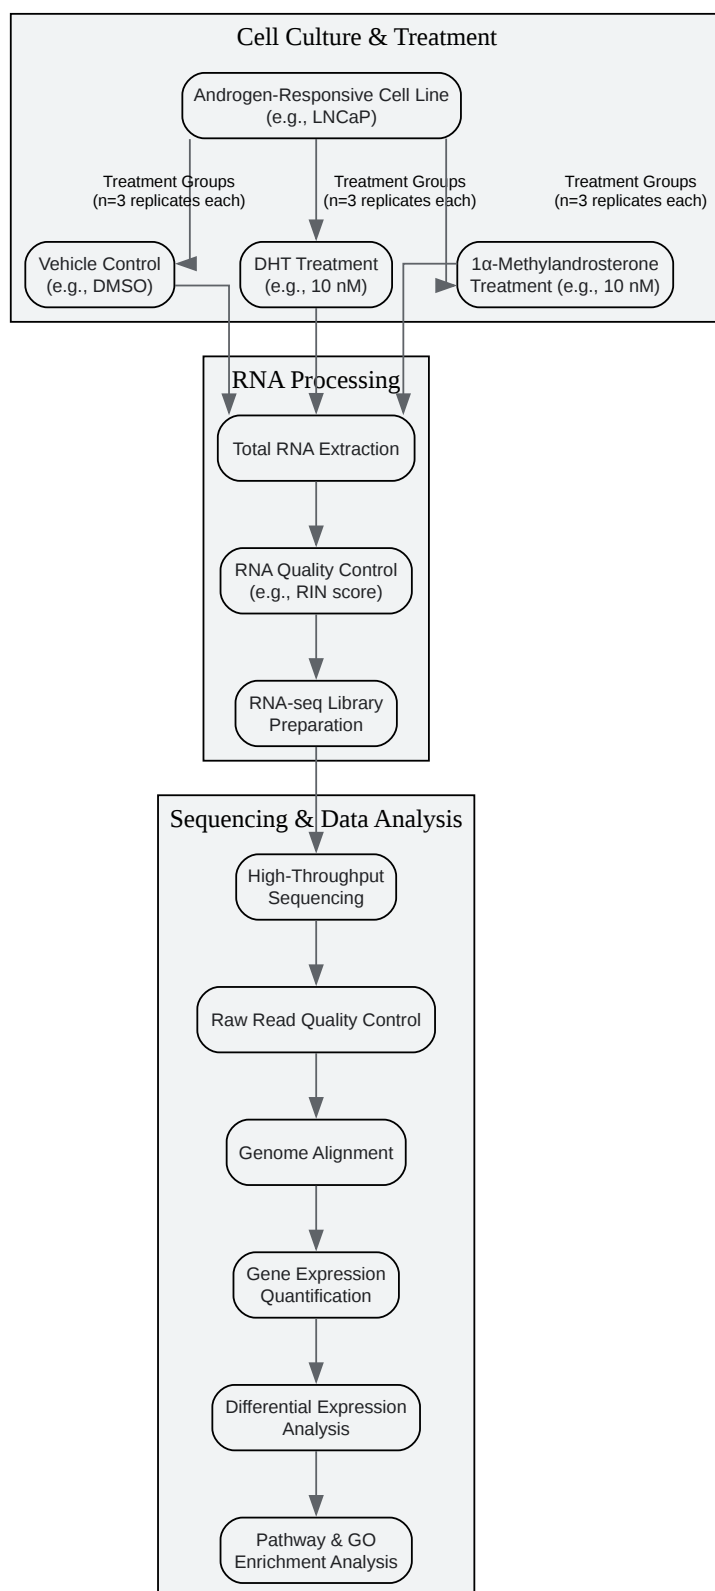 Cell Culture & Treatment
Androgen-Responsive Cell Line
(e.g., LNCaP)
Treatment Groups
(n=3 replicates each)
Treatment Groups
(n=3 replicates each)
Treatment Groups
(n=3 replicates each)
Vehicle Control
(e.g., DMSO)
DHT Treatment
(e.g., 10 nM)
1α-Methylandrosterone
Treatment (e.g., 10 nM)
RNA Processing
Total RNA Extraction
RNA Quality Control
(e.g., RIN score)
RNA-seq Library
Preparation
Sequencing & Data Analysis
High-Throughput
Sequencing
Raw Read Quality Control
Genome Alignment
Gene Expression
Quantification
Differential Expression
Analysis
Pathway & GO
Enrichment Analysis